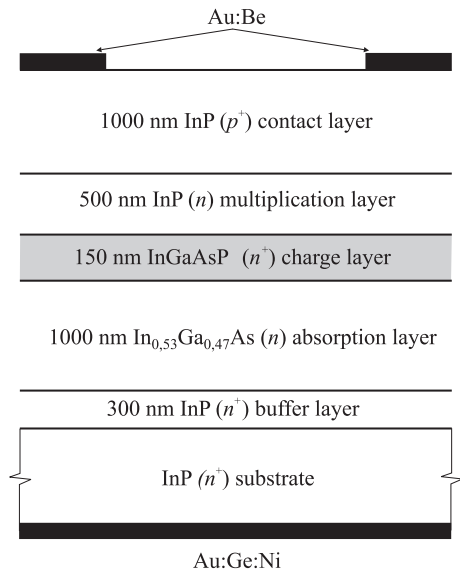 Au:Be
1000 nm InP (p⁺) contact layer
500 nm InP (n) multiplication layer
150 nm InGaAsP (n⁺) charge layer
1000 nm In₀,₅₃Ga₀,₄₇As (n) absorption layer
300 nm InP (n⁺) buffer layer
InP (n⁺) substrate
Au:Ge:Ni